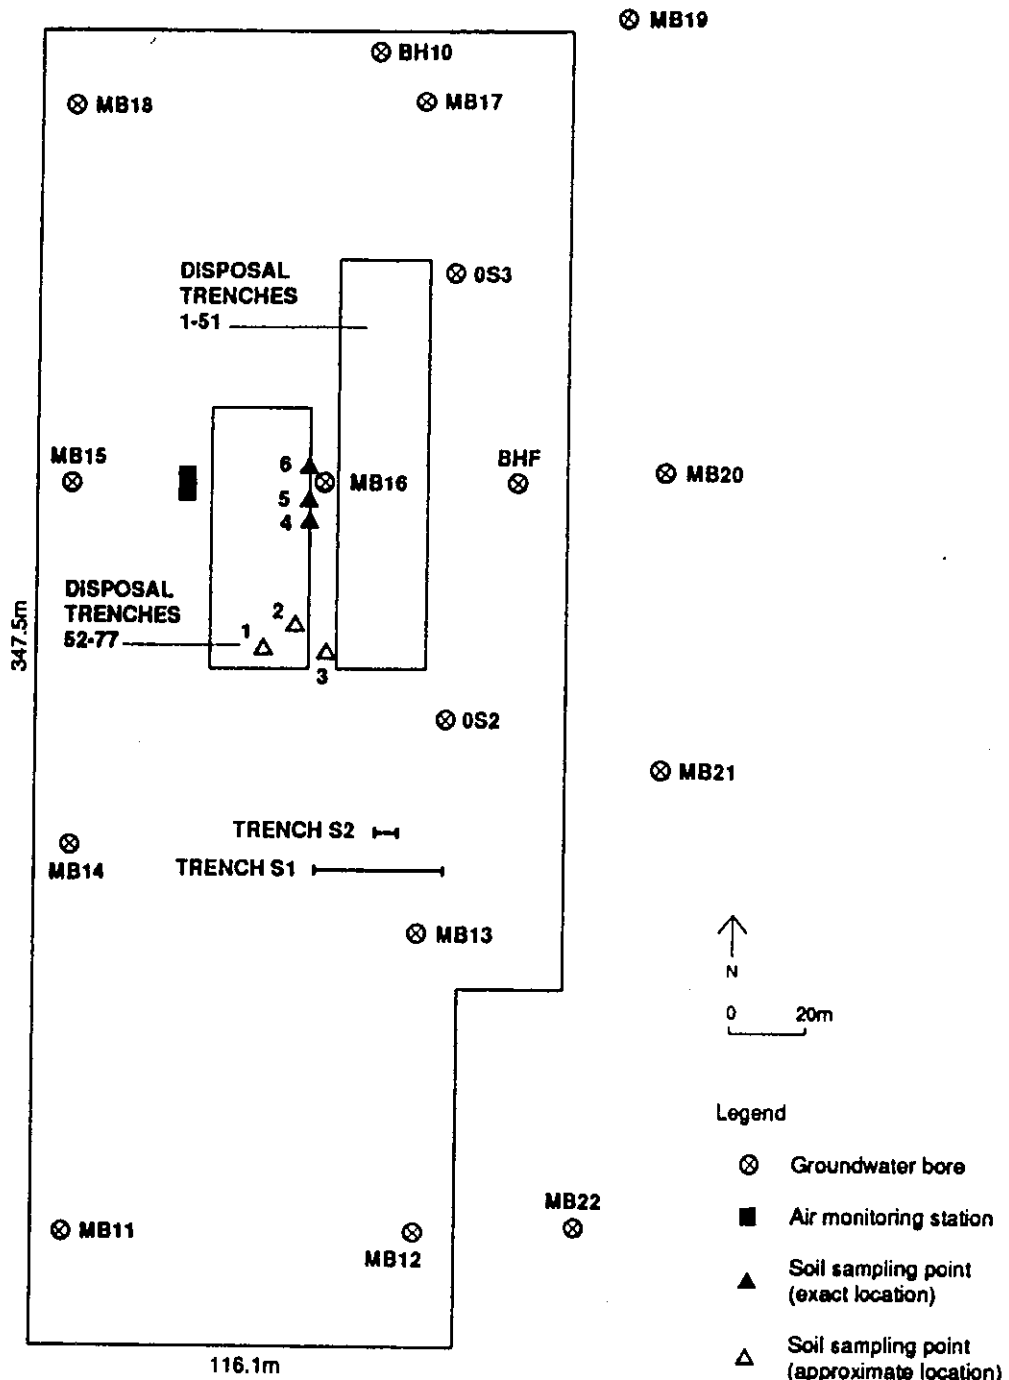 MB19
BH10
MB18
MB17
DISPOSAL
TRENCHES
1-51
0S3
MB15
6
MB16
BHF
MB20
5
4
DISPOSAL
TRENCHES
52-77
1
2
3
347.5m
0S2
MB21
TRENCH S2
TRENCH S1
MB14
MB13
N
0 20m
Legend
Groundwater bore
MB22
MB11
Air monitoring station
MB12
Soil sampling point
(exact location)
Soil sampling point
(approximate location)
116.1m